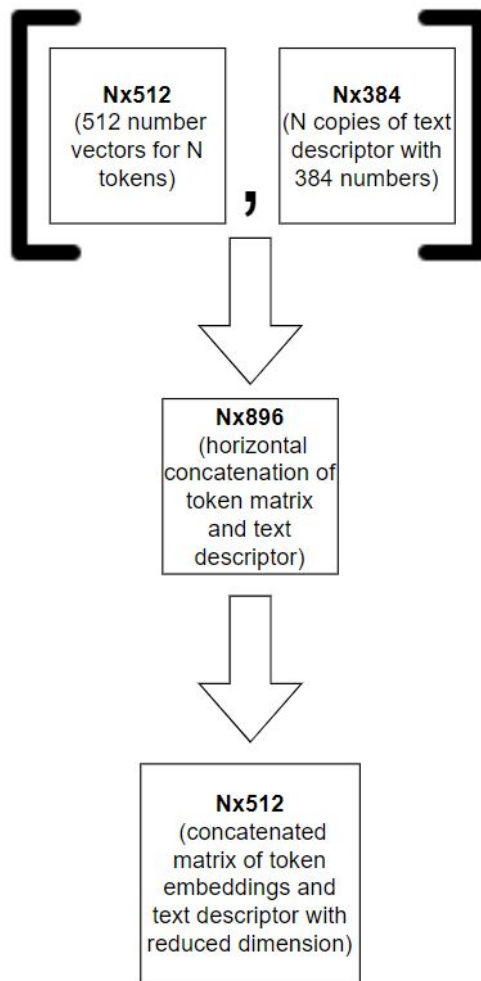 Nx512
(512 number
vectors for N
tokens)
,
Nx384
(N copies of text
descriptor with
384 numbers)
Nx896
(horizontal
concatenation of
token matrix
and text
descriptor)
Nx512
(concatenated
matrix of token
embeddings and
text descriptor with
reduced dimension)